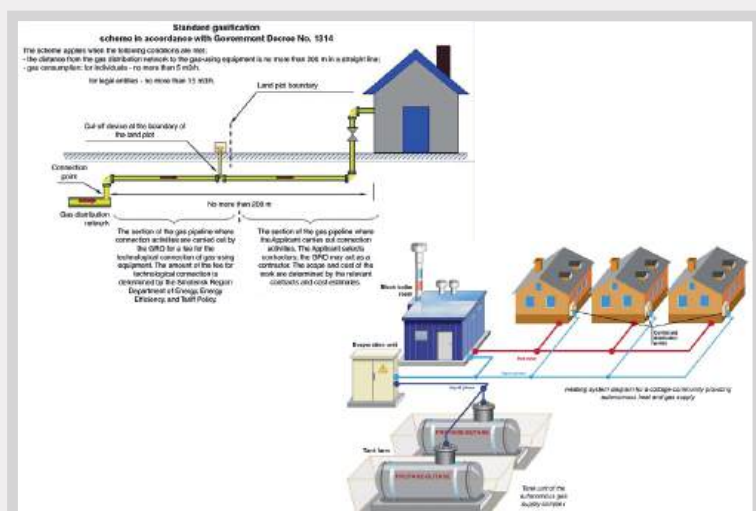 Standard gasification
scheme in accordance with Government Decree No. 1314
The scheme applies when the following conditions are met:
- the distance from the gas distribution network to the gas-using equipment is no more than 200 m in a straight line;
- gas consumption: for individuals - no more than 5 m3/h.
for legal entities - no more than 15 m3/h.
Land plot boundary
Cut-off device at the boundary of
the land plot
Connection
point
No more than 200 m
Gas distribution
network
The section of the gas pipeline where
connection activities are carried out by
the GRO for a fee for the
technological connection of gas-using
equipment. The amount of the fee for
technological connection is
determined by the Smolensk Region
Department of Energy, Energy
Efficiency, and Tariff Policy.
The section of the gas pipeline where
the Applicant carries out connection
activities. The Applicant selects
contractors, the GRO may act as a
contractor. The scope and cost of the
work are determined by the relevant
contracts and cost estimates.
Block boiler
room
Evaporation unit
Liquid phase
Heating system diagram for a cottage community providing
autonomous heat and gas supply
PROPANE-BUTANE
Tank farm
PROPANE-BUTANE
Tank unit of the
autonomous gas
supply complex